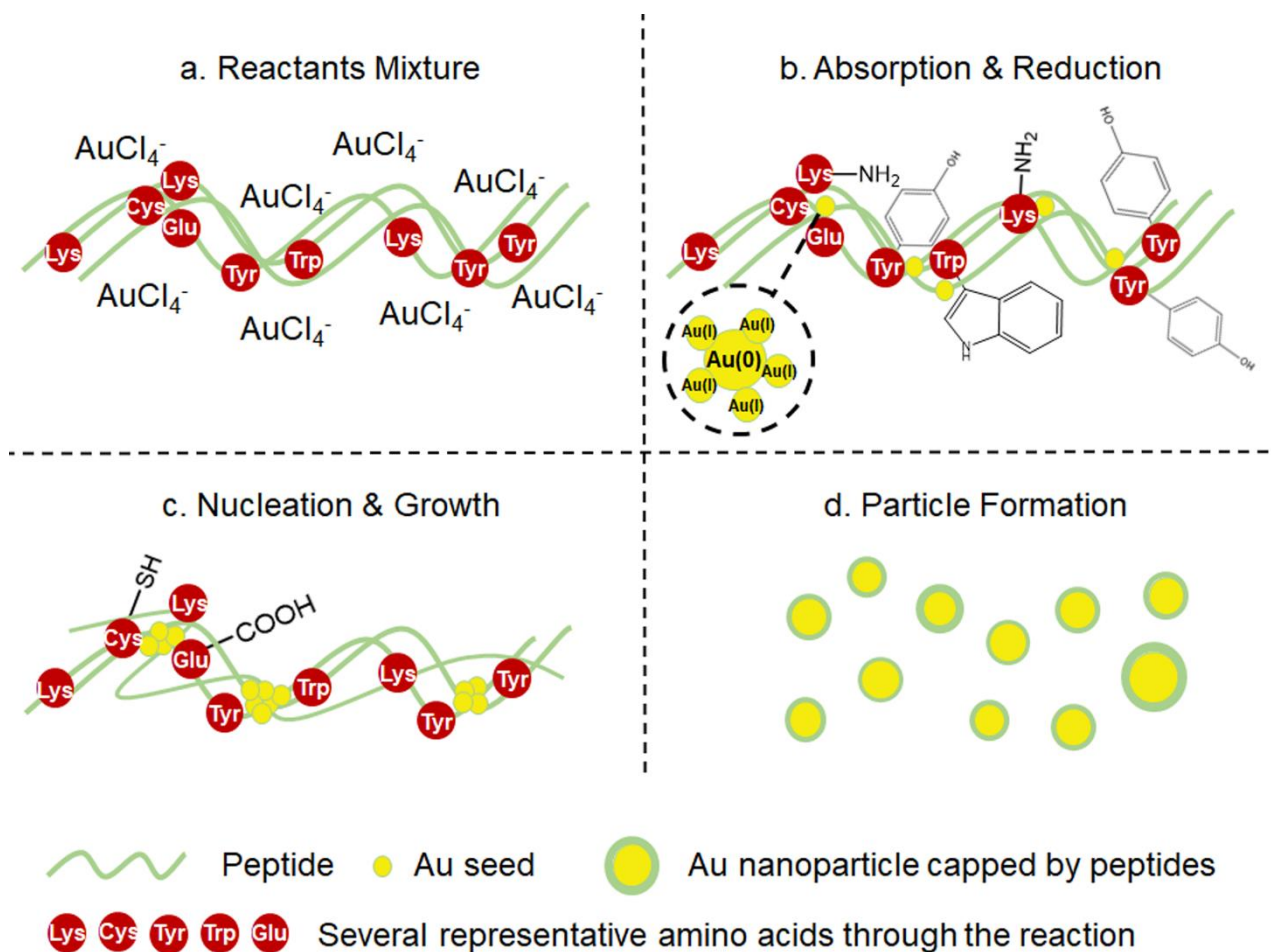 a. Reactants Mixture
AuCl₄⁻
AuCl₄⁻
AuCl₄⁻
AuCl₄⁻
AuCl₄⁻
AuCl₄⁻
AuCl₄⁻
AuCl₄⁻
Lys
Cys
Glu
Lys
Tyr
Trp
Lys
Tyr
Tyr
b. Absorption & Reduction
Lys
NH₂
Cys
Glu
Lys
OH
Tyr
Trp
N
H
NH₂
Lys
HO
Tyr
Tyr
OH
Au(I)
Au(I)
Au(0)
Au(I)
Au(I)
Au(I)
c. Nucleation & Growth
SH
Lys
COOH
Cys
Glu
Lys
Tyr
Trp
Lys
Tyr
Tyr
d. Particle Formation
Peptide
Au seed
Au nanoparticle capped by peptides
Lys Cys Tyr Trp Glu Several representative amino acids through the reaction